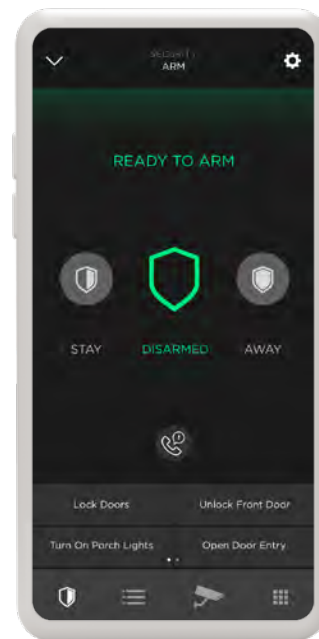 SECURITY
ARM
READY TO ARM
STAY DISARMED AWAY
Lock Doors Unlock Front Door
Turn On Porch Lights Open Door Entry